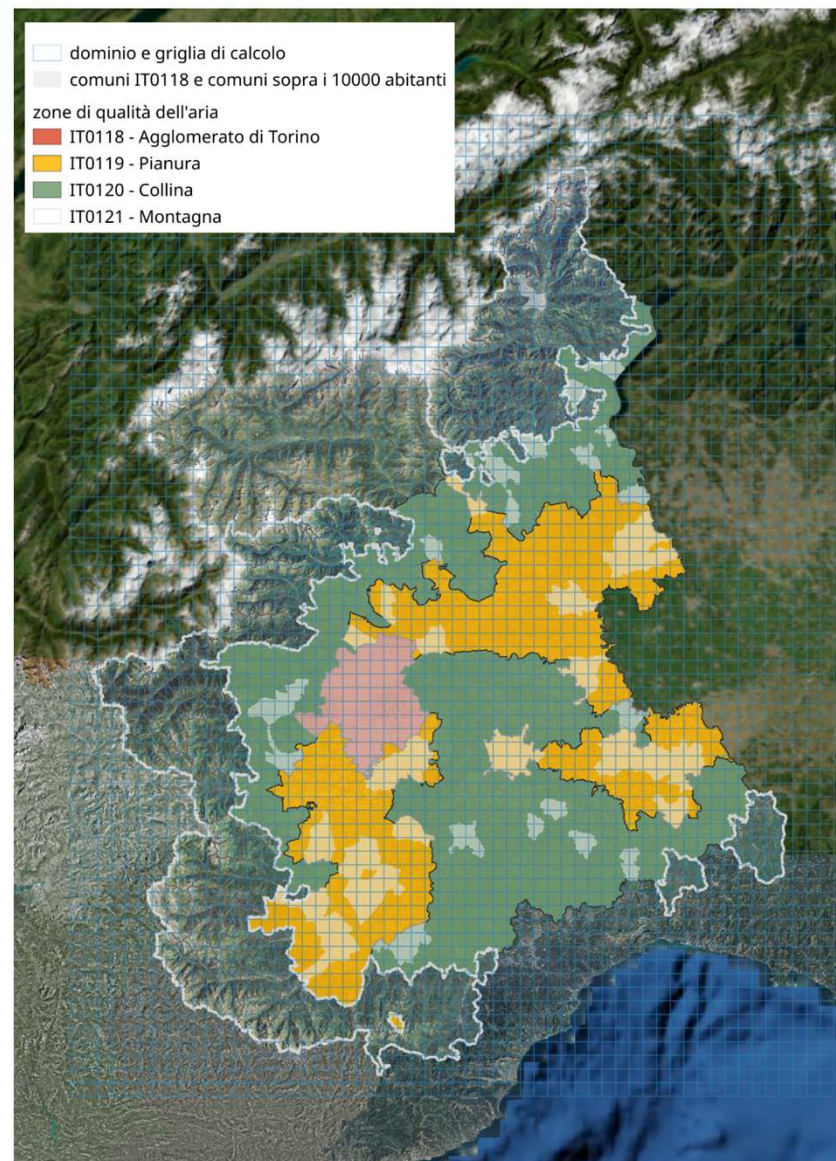 dominio e griglia di calcolo
comuni IT0118 e comuni sopra i 10000 abitanti
zone di qualità dell'aria
IT0118 - Agglomerato di Torino
IT0119 - Pianura
IT0120 - Collina
IT0121 - Montagna